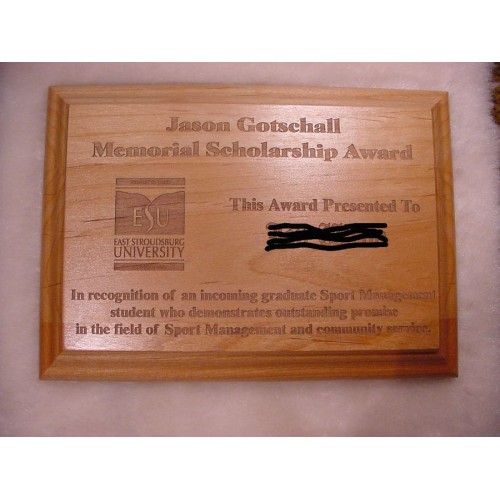 Jason Gotschall
Memorial Scholarship Award
ESU
EAST STROUDSBURG
UNIVERSITY
This Award Presented To
In recognition of an incoming graduate Sport Management
student who demonstrates outstanding promise
in the field of Sport Management and community service.